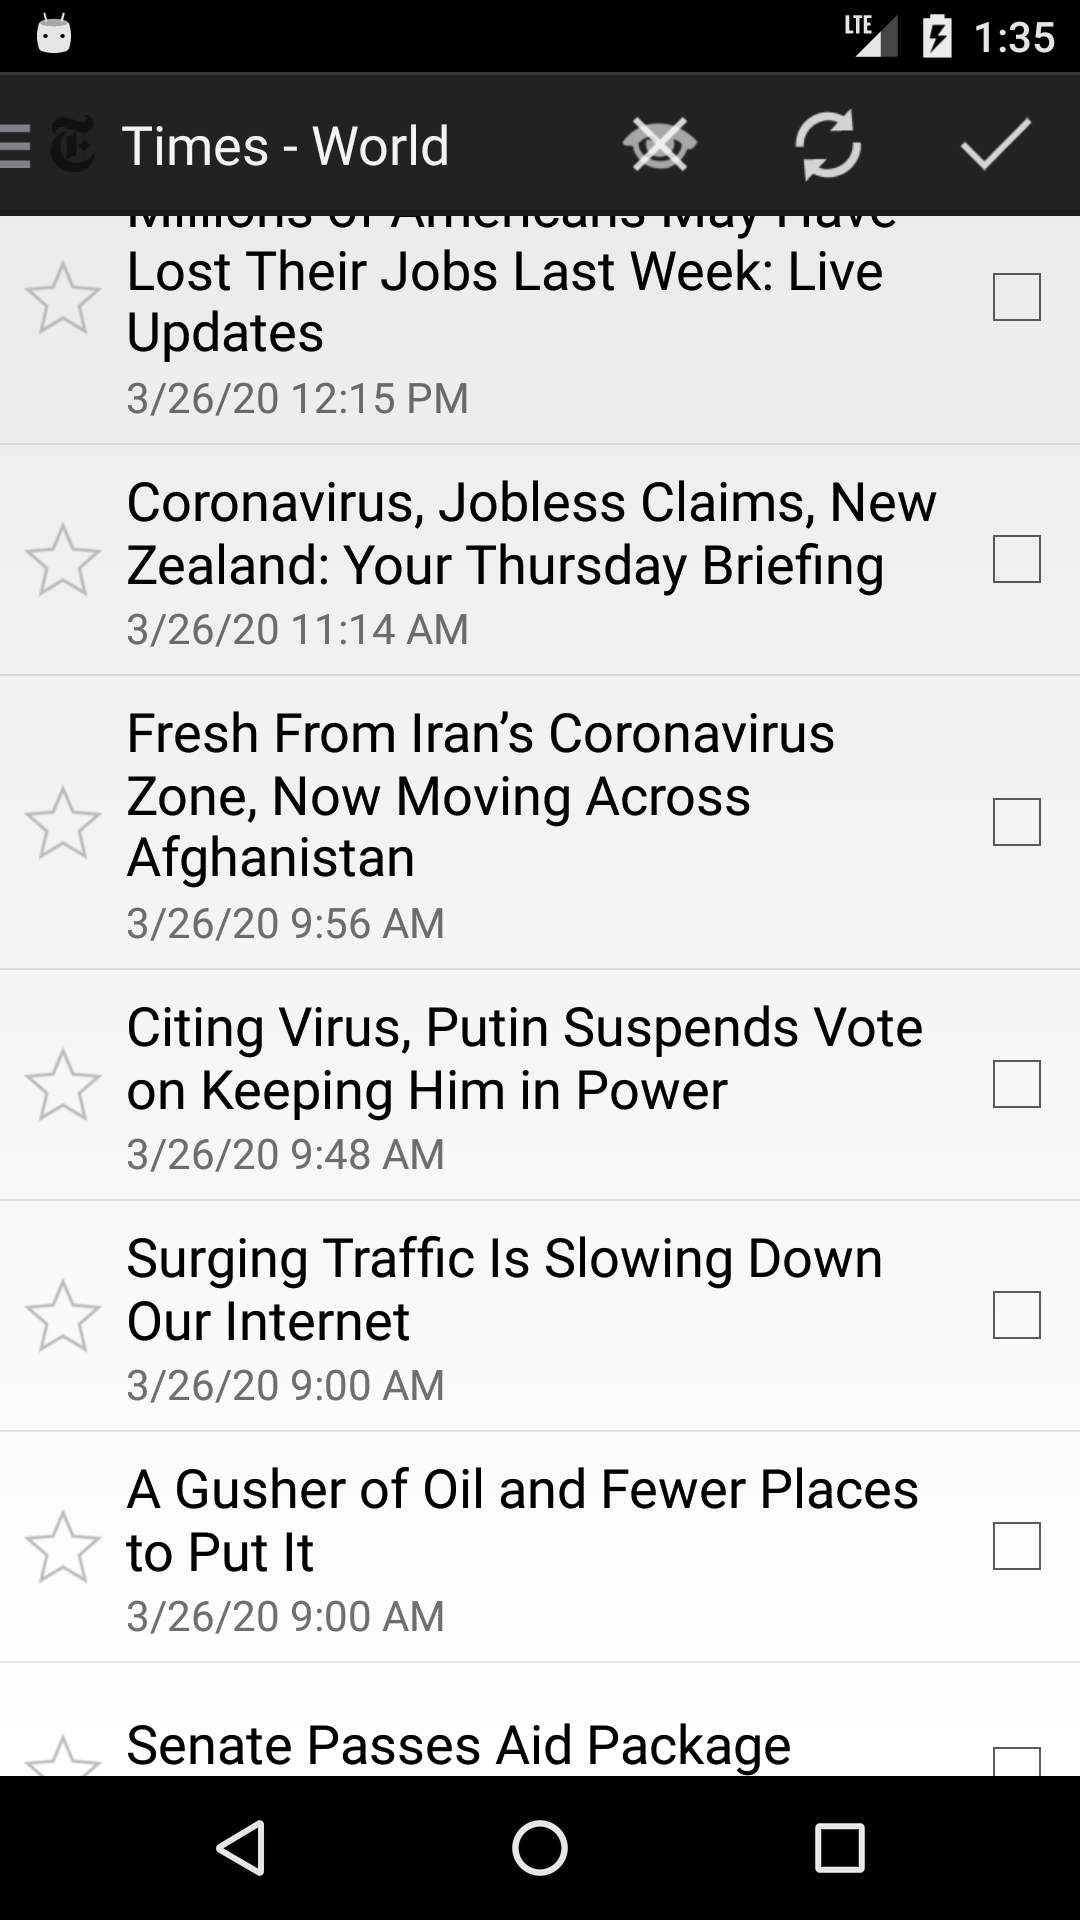 LTE
1:35
Times - World
Millions of Americans May Have
Lost Their Jobs Last Week: Live
Updates
3/26/20 12:15 PM
Coronavirus, Jobless Claims, New
Zealand: Your Thursday Briefing
3/26/20 11:14 AM
Fresh From Iran’s Coronavirus
Zone, Now Moving Across
Afghanistan
3/26/20 9:56 AM
Citing Virus, Putin Suspends Vote
on Keeping Him in Power
3/26/20 9:48 AM
Surging Traffic Is Slowing Down
Our Internet
3/26/20 9:00 AM
A Gusher of Oil and Fewer Places
to Put It
3/26/20 9:00 AM
Senate Passes Aid Package